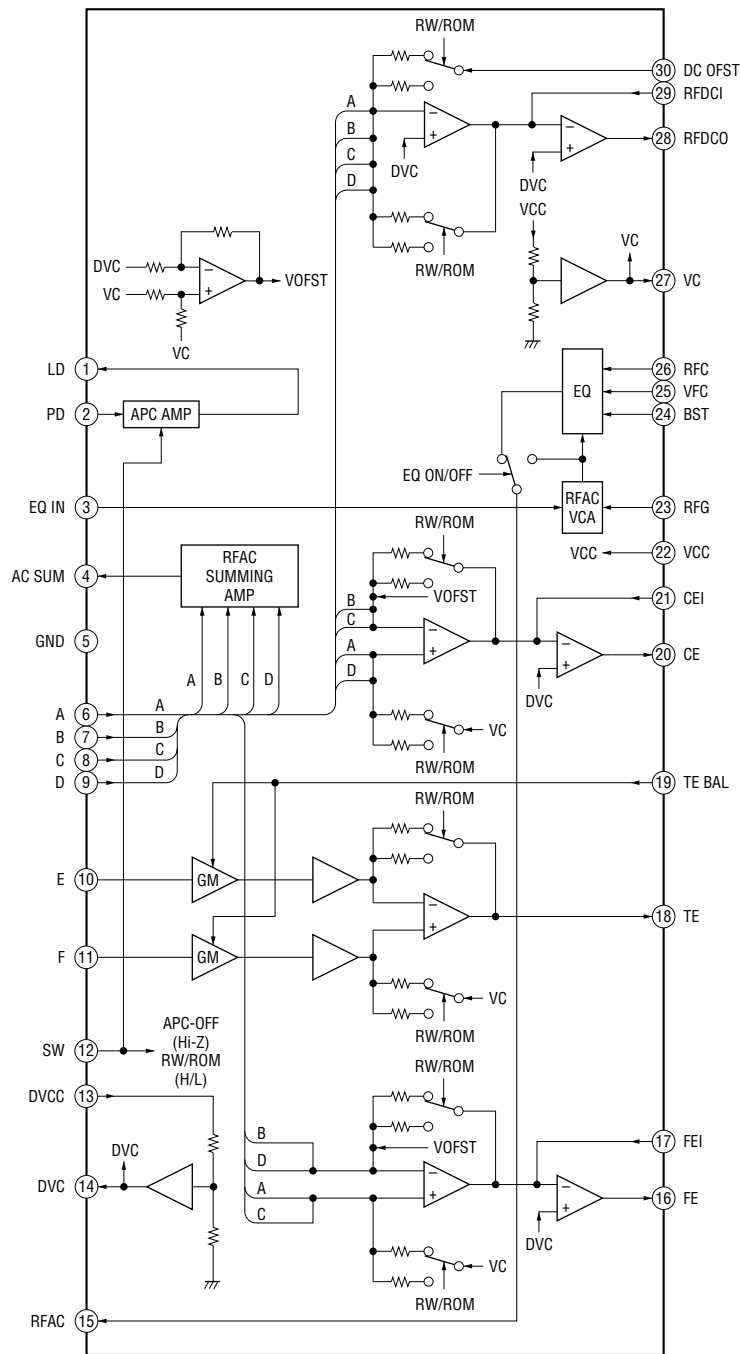 RW/ROM
30 DC OFST
29 RFDCI
A
B
C
D
DVC
28 RFDCO
DVC
VCC
RW/ROM
VC
27 VC
DVC
VC
VOFST
VC
LD 1
PD 2
APC AMP
EQ
26 RFC
25 VFC
24 BST
EQ ON/OFF
EQ IN 3
RFAC
VCA
23 RFG
RW/ROM
VCC
22 VCC
AC SUM 4
RFAC
SUMMING
AMP
VOFST
21 CEI
B
C
A
D
20 CE
DVC
GND 5
A
B
C
D
A 6 A
B 7 B
C 8 C
D 9 D
VC
RW/ROM
19 TE BAL
RW/ROM
E 10
GM
18 TE
F 11
GM
VC
RW/ROM
SW 12
APC-OFF
(Hi-Z)
RW/ROM
(H/L)
RW/ROM
DVCC 13
B
D
A
C
VOFST
17 FEI
DVC
DVC 14
16 FE
DVC
VC
RW/ROM
RFAC 15